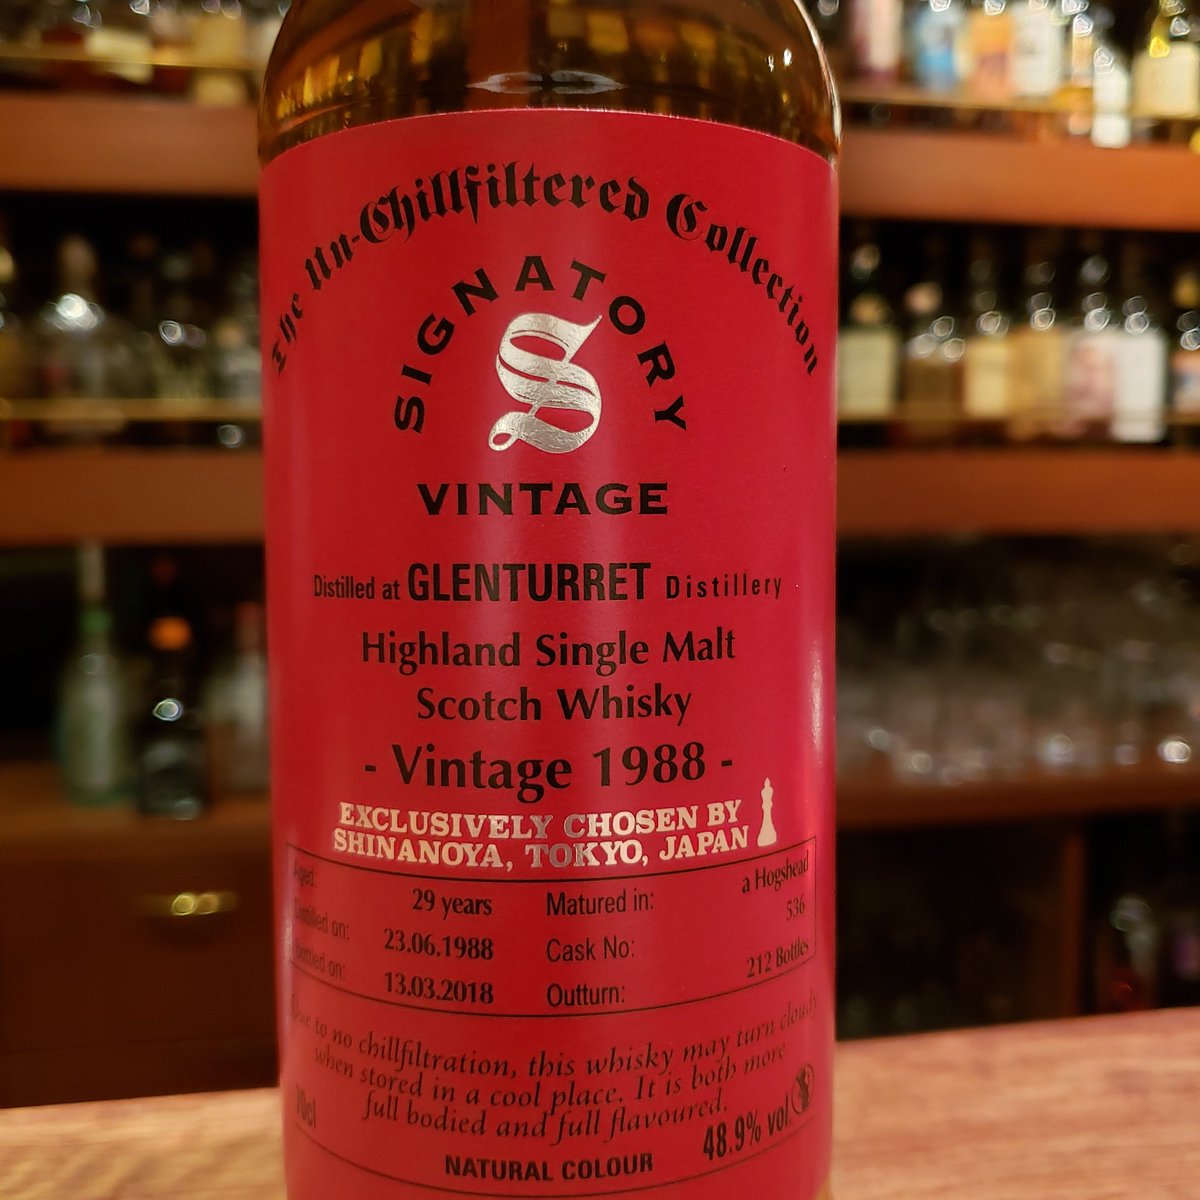 The Un-Chillfiltered Collection
SIGNATORY
S
VINTAGE
Distilled at GLENTURRET Distillery
Highland Single Malt
Scotch Whisky
- Vintage 1988 -
EXCLUSIVELY CHOSEN BY
SHINANOYA, TOKYO, JAPAN
Aged: 29 years Matured in: a Hogshead
Distilled on: 23.06.1988 Cask No: 536
Bottled on: 13.03.2018 Outturn: 212 Bottles
Due to no chillfiltration, this whisky may turn cloudy
when stored in a cool place. It is both more
full bodied and full flavoured.
70cl 48.9% vol.
NATURAL COLOUR